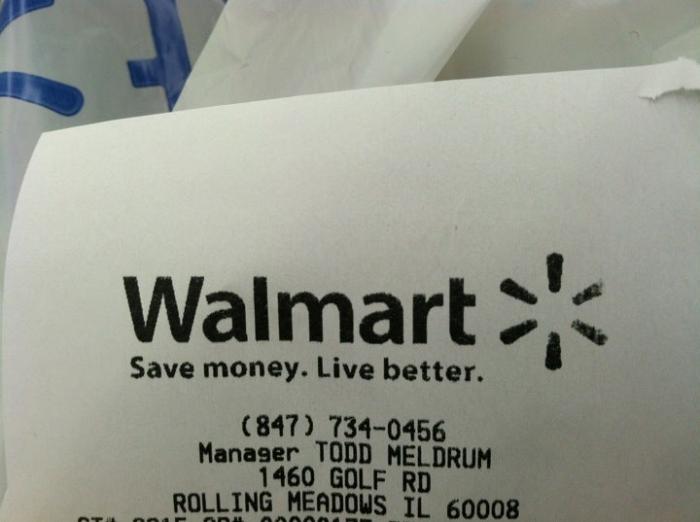 Walmart
Save money. Live better.
(847) 734-0456
Manager TODD MELDRUM
1460 GOLF RD
ROLLING MEADOWS IL 60008